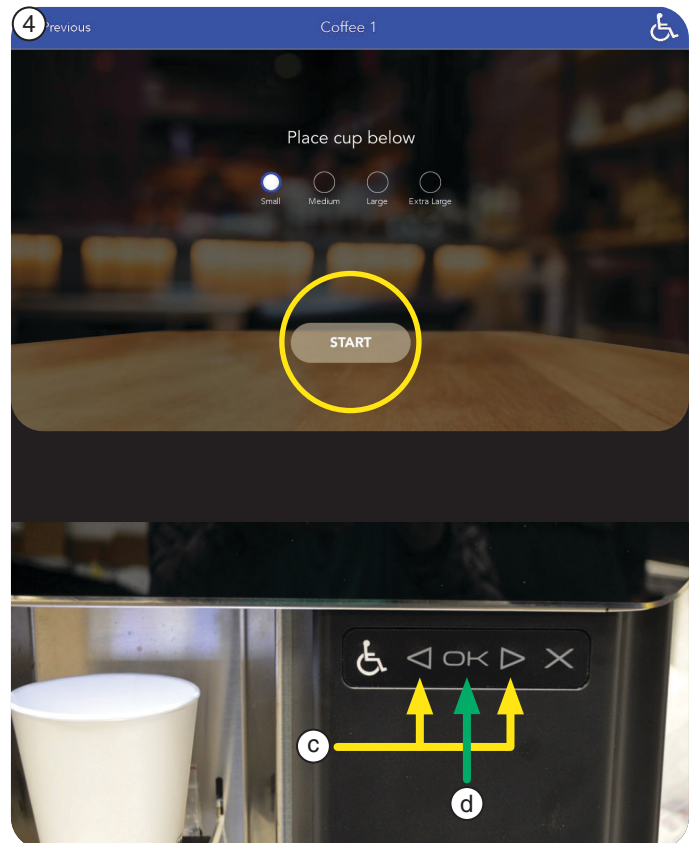 4
Previous
Coffee 1
Place cup below
Small
Medium
Large
Extra Large
START
OK
X
c
d